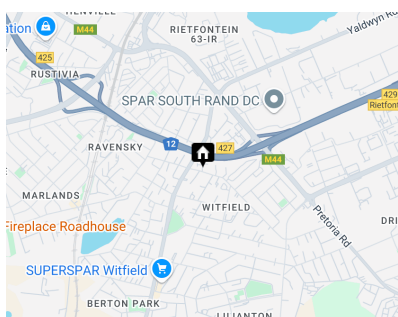 HENVILLE
ation
M44
RIETFONTEIN
63-IR
Yaldwyn Rd
425
RUSTIVIA
SPAR SOUTH RAND DC
429
Rietfont
12
427
RAVENSKY
M44
MARLANDS
WITFIELD
Pretoria Rd
Fireplace Roadhouse
DRI
SUPERSPAR Witfield
BERTON PARK
LILIANTON